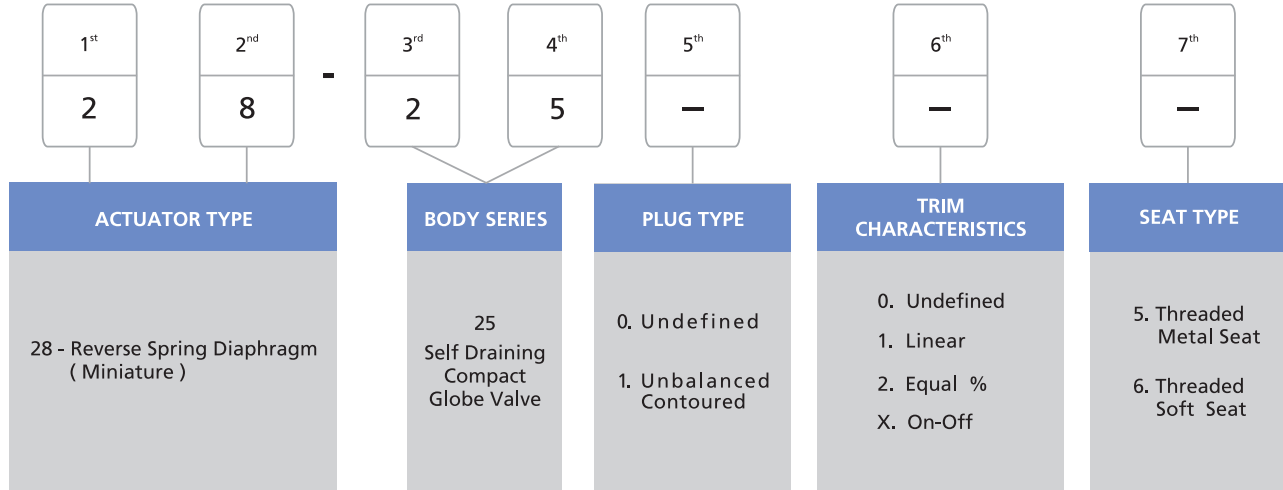 1st 2nd 3rd 4th 5th 6th 7th
2 8 - 2 5 – – –
ACTUATOR TYPE
28 - Reverse Spring Diaphragm
( Miniature )
BODY SERIES
25
Self Draining
Compact
Globe Valve
PLUG TYPE
0. Undefined
1. Unbalanced
Contoured
TRIM
CHARACTERISTICS
0. Undefined
1. Linear
2. Equal %
X. On-Off
SEAT TYPE
5. Threaded
Metal Seat
6. Threaded
Soft Seat